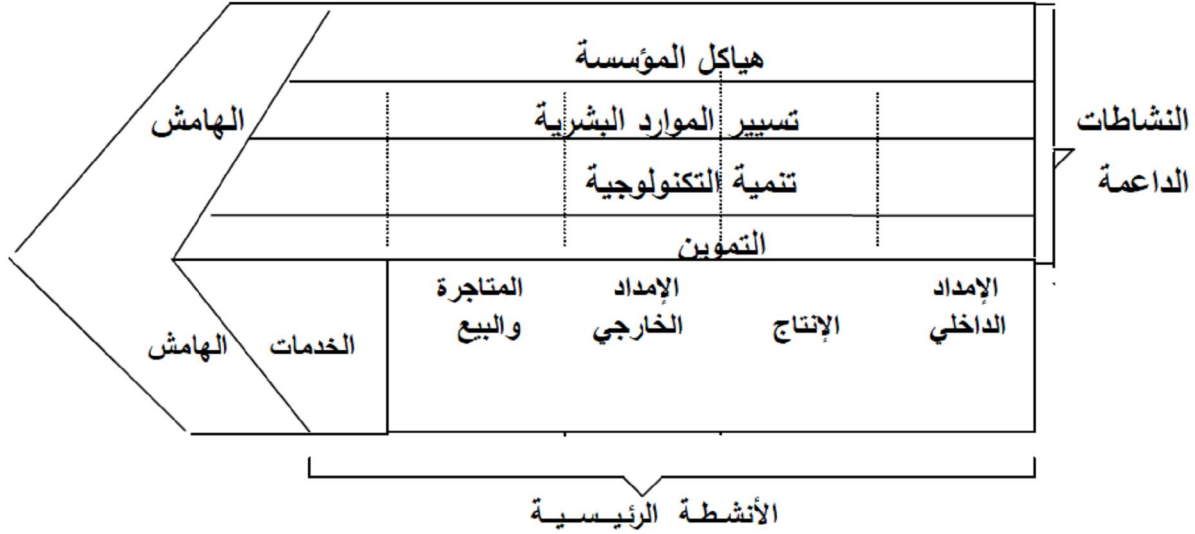 هياكل المؤسسة
النشاطات
الداعمة
تسيير الموارد البشرية
الهامش
تنمية التكنولوجية
التموين
الإمداد
الداخلي
الإنتاج
الإمداد
الخارجي
المتاجرة
والبيع
الخدمات
الهامش
الأنشطة الرئيسية